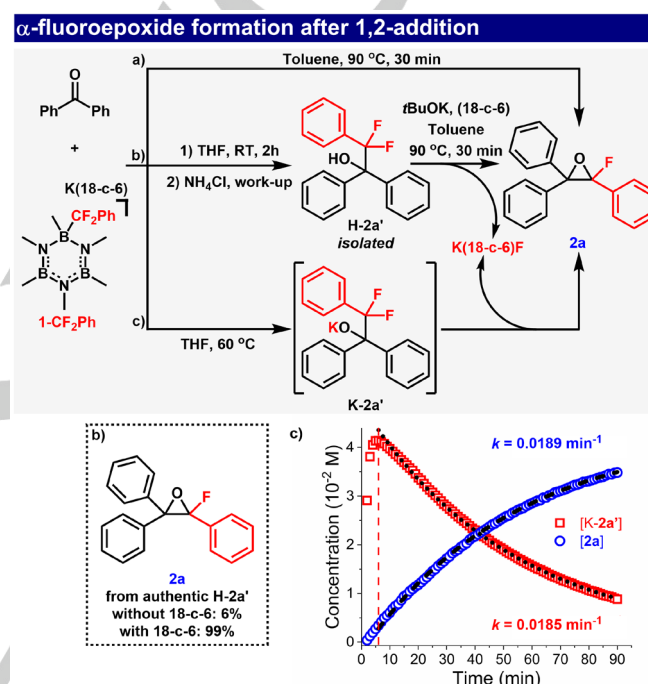 α-fluoroepoxide formation after 1,2-addition
a)
Toluene, 90 °C, 30 min
O
Ph Ph
+
K(18-c-6)
B CF2Ph
N N
B B
N
1-CF2Ph
b)
1) THF, RT, 2h
2) NH4Cl, work-up
F
F
HO
H-2a'
isolated
tBuOK, (18-c-6)
Toluene
90 °C, 30 min
O F
2a
K(18-c-6)F
c)
THF, 60 °C
F
F
KO
K-2a'
b)
O F
2a
from authentic H-2a'
without 18-c-6: 6%
with 18-c-6: 99%
c)
Concentration (10-2 M)
4
3
2
1
0
k = 0.0189 min-1
[K-2a']
[2a]
k = 0.0185 min-1
10 20 30 40 50 60 70 80 90
Time (min)